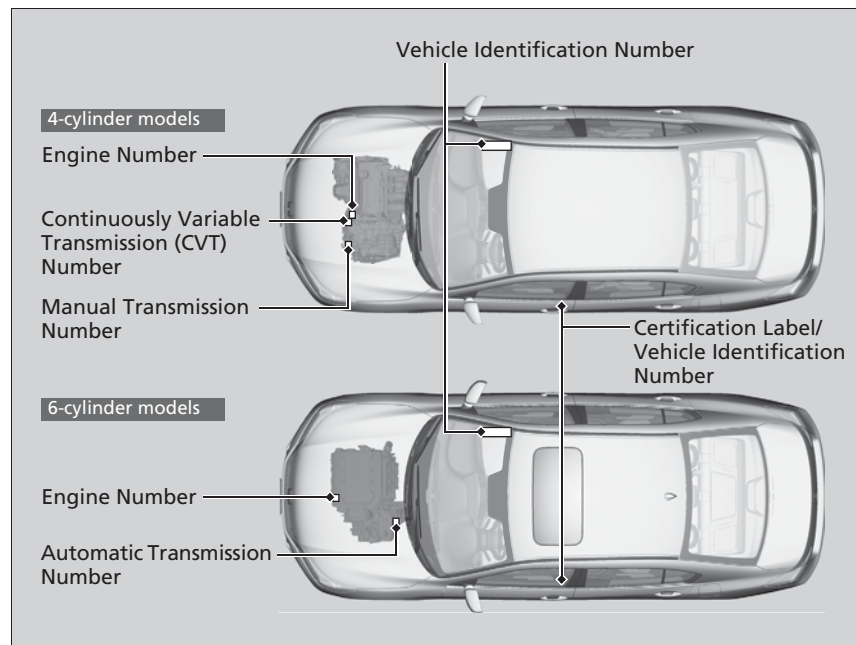 Vehicle Identification Number
4-cylinder models
Engine Number
Continuously Variable
Transmission (CVT)
Number
Manual Transmission
Number
Certification Label/
Vehicle Identification
Number
6-cylinder models
Engine Number
Automatic Transmission
Number